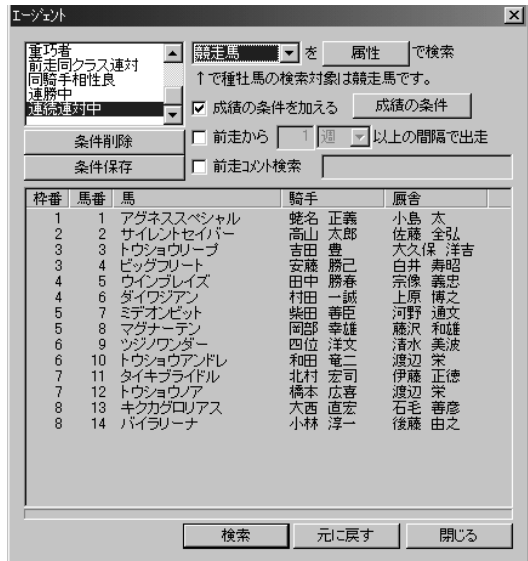 エージェント
重巧者
前走同クラス連対
同騎手相性良
連勝中
連続連対中
条件削除
条件保存
競走馬 を 属性 で検索
↑で種牡馬の検索対象は競走馬です。
成績の条件を加える 成績の条件
前走から 1 週 以上の間隔で出走
前走コメント検索
枠番 馬番 馬 騎手 厩舎
1 1 アグネススペシャル 蛯名 正義 小島 太
2 2 サイレントセイバー 高山 太郎 佐藤 全弘
3 3 トウショウリープ 吉田 豊 大久保 洋吉
3 4 ビッグフリート 安藤 勝己 白井 寿昭
4 5 ウインブレイズ 田中 勝春 宗像 義忠
4 6 ダイワジアン 村田 一誠 上原 博之
5 7 ミデオンビット 柴田 善臣 河野 通文
5 8 マグナーテン 岡部 幸雄 藤沢 和雄
6 9 ツジノワンダー 四位 洋文 清水 美波
6 10 トウショウアンドレ 和田 竜二 渡辺 栄
7 11 タイキブライドル 北村 宏司 伊藤 正徳
7 12 トウショウノア 橋本 広喜 渡辺 栄
8 13 キクカグロリアス 大西 直宏 石毛 善彦
8 14 バイラリーナ 小林 淳一 後藤 由之
検索 元に戻す 閉じる